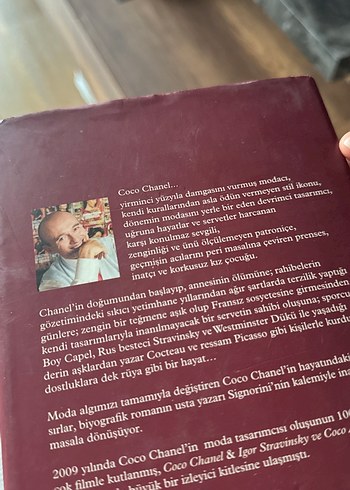 Coco Chanel...
yirminci yüzyıla damgasını vurmuş modacı,
kendi kurallarından asla ödün vermeyen stil ikonu,
dönemin modasını yerle bir eden devrimci tasarımcı,
uğruna hayatlar ve servetler harcanan
karşı konulmaz sevgili,
zenginliği ve ünü ölçülemeyen patroniçe,
geçmişin acılarını peri masalına çeviren prenses,
inatçı ve korkusuz kız çocuğu.
Chanel'in doğumundan başlayıp, annesinin ölümüne; rahibelerin
gözetimindeki sıkıcı yetimhane yıllarından ağır şartlarda terzilik yaptığı
günlere; zengin bir teğmene aşık olup Fransız sosyetesine girmesinden
kendi tasarımlarıyla inanılmayacak bir servetin sahibi oluşuna; sporcu
Boy Capel, Rus besteci Stravinsky ve Westminster Dükü ile yaşadığı
derin aşklardan yazar Cocteau ve ressam Picasso gibi kişilerle kurdu
dostluklara dek rüya gibi bir hayat...
Moda algımızı tamamıyla değiştiren Coco Chanel'in hayatındaki
sırlar, biyografik romanın usta yazarı Signorini'nin kalemiyle
masala dönüşüyor.
2009 yılında Coco Chanel'in moda tasarımcısı oluşunun
çok filmle kutlanmış, Coco Chanel & Igor Stravinsky ve Coco
büyük bir izleyici kitlesine ulaşmıştı.